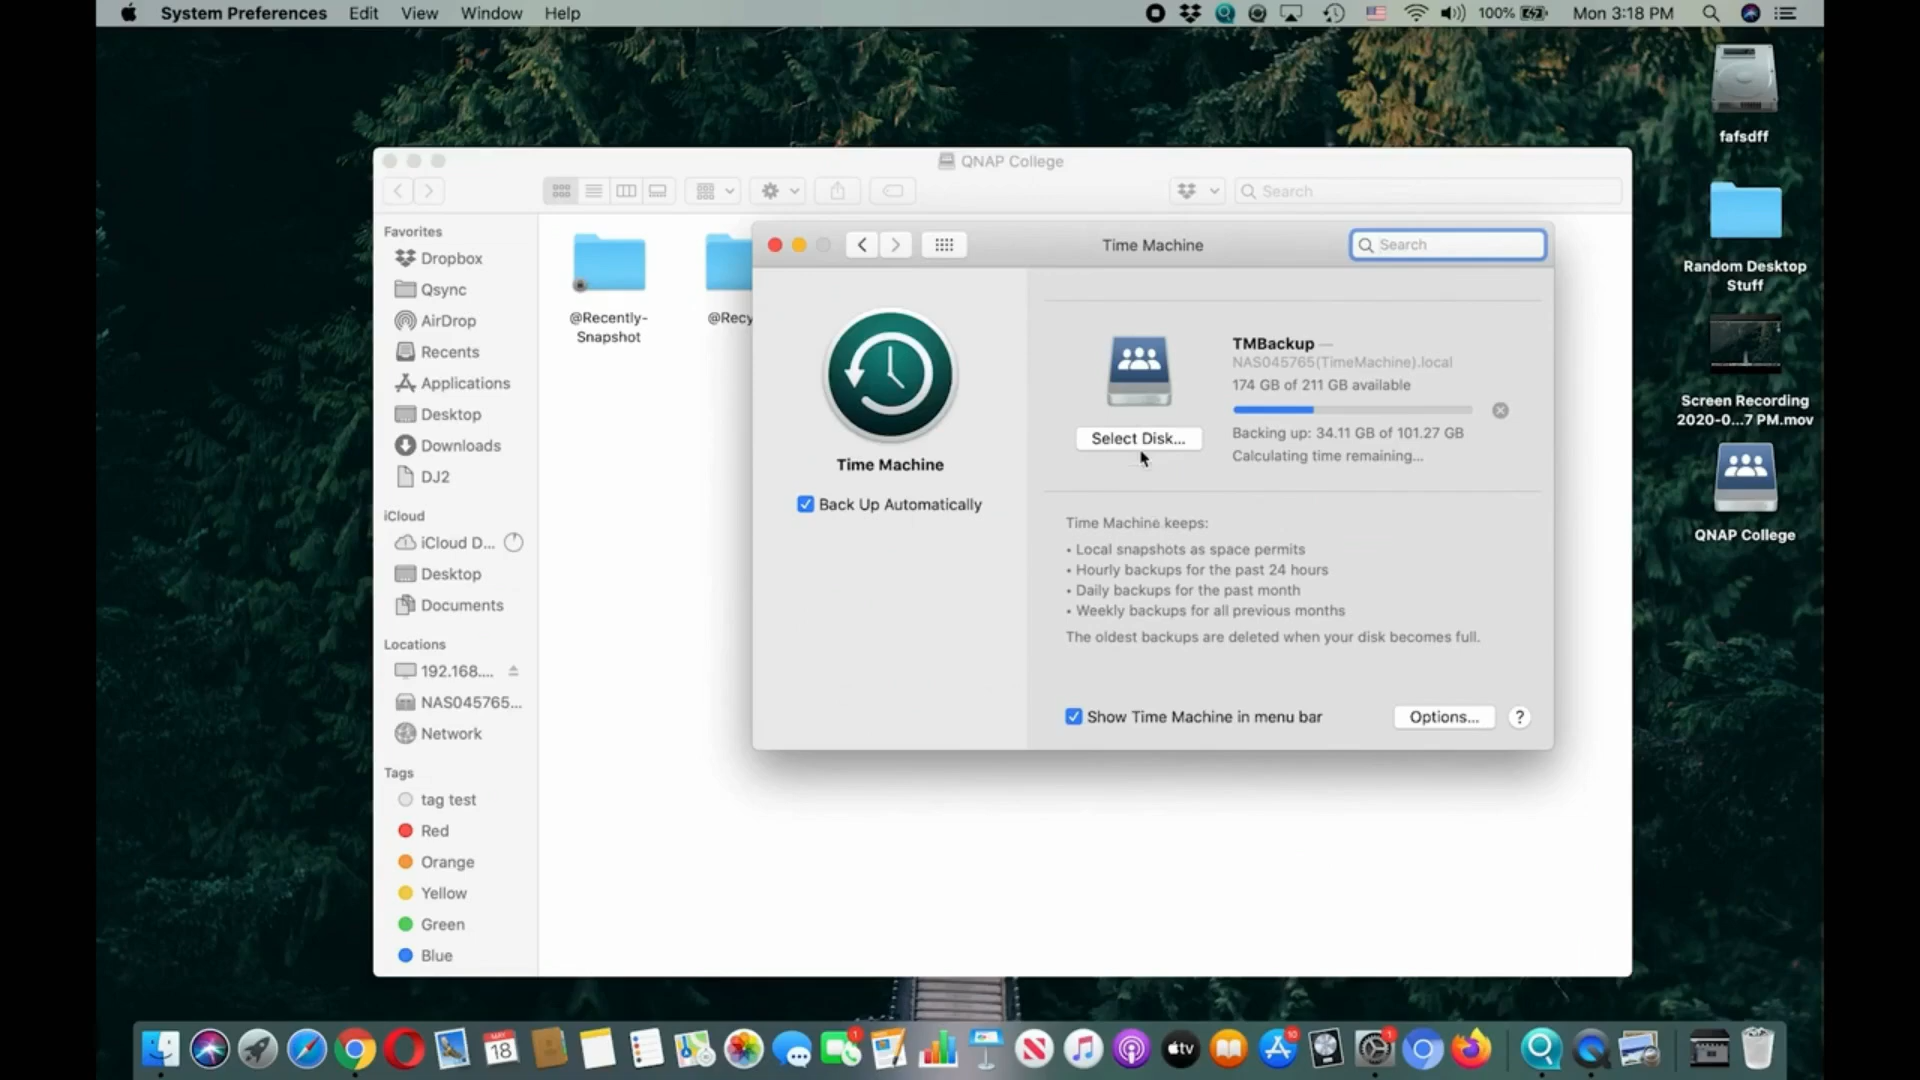 System Preferences Edit View Window Help
100% Mon 3:18 PM
fafsdff
Random Desktop
Stuff
Screen Recording
2020-0...7 PM.mov
QNAP College
QNAP College
Search
Favorites
Dropbox
Qsync
AirDrop
Recents
Applications
Desktop
Downloads
DJ2
iCloud
iCloud D...
Desktop
Documents
Locations
192.168....
NAS045765...
Network
Tags
tag test
Red
Orange
Yellow
Green
Blue
@Recently-
Snapshot
@Recy
Time Machine
Search
Time Machine
Back Up Automatically
Select Disk...
TMBackup —
NAS045765(TimeMachine).local
174 GB of 211 GB available
Backing up: 34.11 GB of 101.27 GB
Calculating time remaining...
Time Machine keeps:
• Local snapshots as space permits
• Hourly backups for the past 24 hours
• Daily backups for the past month
• Weekly backups for all previous months
The oldest backups are deleted when your disk becomes full.
Show Time Machine in menu bar
Options...
?
MAY
18
1
tv
10
1